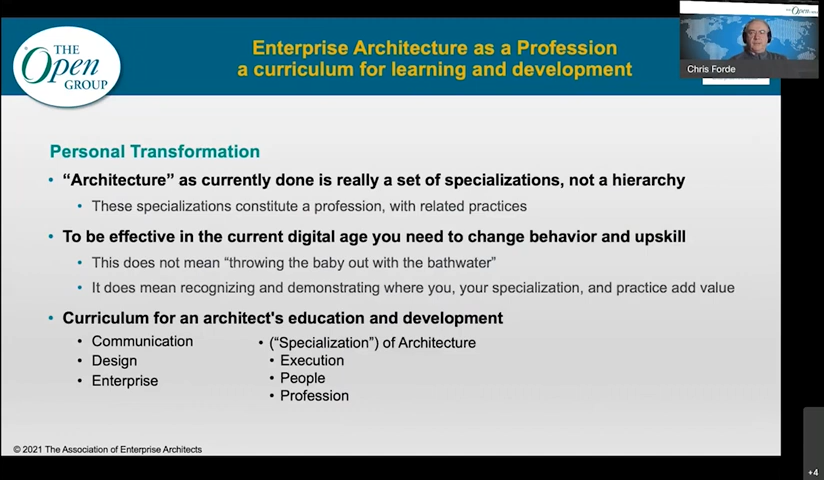 THE
Open
GROUP
Enterprise Architecture as a Profession
a curriculum for learning and development
Open
Chris Forde
Personal Transformation
• “Architecture” as currently done is really a set of specializations, not a hierarchy
• These specializations constitute a profession, with related practices
• To be effective in the current digital age you need to change behavior and upskill
• This does not mean “throwing the baby out with the bathwater”
• It does mean recognizing and demonstrating where you, your specialization, and practice add value
• Curriculum for an architect's education and development
• Communication
• Design
• Enterprise
• (“Specialization”) of Architecture
• Execution
• People
• Profession
© 2021 The Association of Enterprise Architects
+4